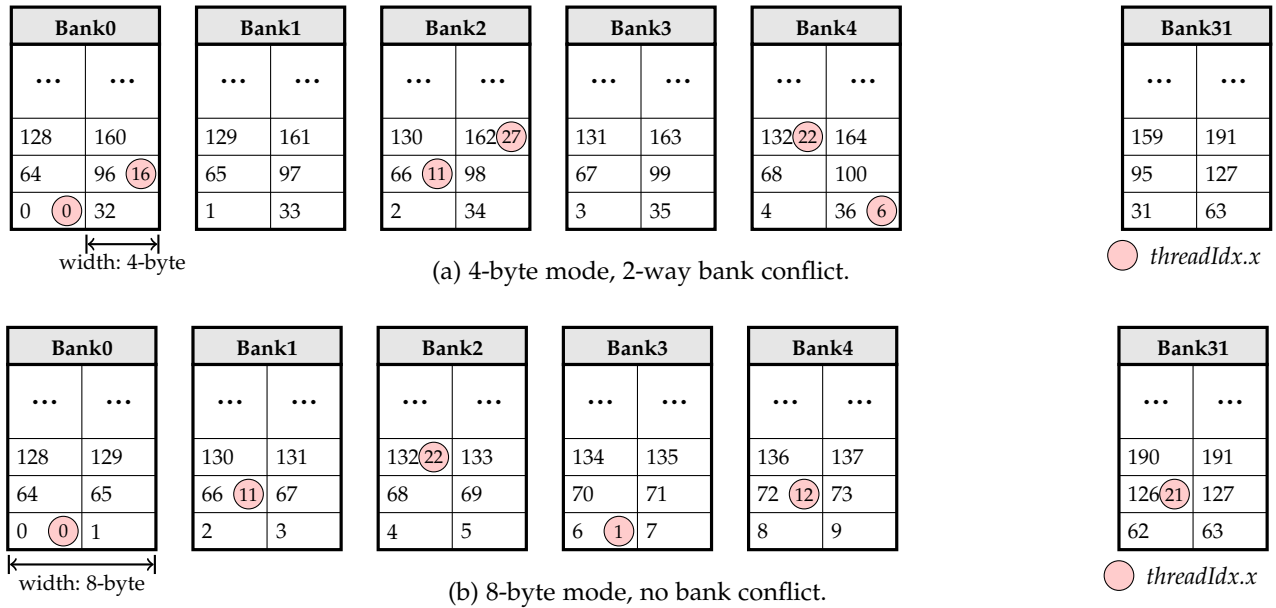 Bank0 Bank1 Bank2 Bank3 Bank4 Bank31
... ... ... ... ... ... ... ... ... ... ... ...
128 160 129 161 130 162 27 131 163 132 22 164 159 191
64 96 16 65 97 66 11 98 67 99 68 100 95 127
0 0 32 1 33 2 34 3 35 4 36 6 31 63
width: 4-byte
(a) 4-byte mode, 2-way bank conflict.
threadIdx.x
Bank0 Bank1 Bank2 Bank3 Bank4 Bank31
... ... ... ... ... ... ... ... ... ... ... ...
128 129 130 131 132 22 133 134 135 136 137 190 191
64 65 66 11 67 68 69 70 71 72 12 73 126 21 127
0 0 1 2 3 4 5 6 1 7 8 9 62 63
width: 8-byte
(b) 8-byte mode, no bank conflict.
threadIdx.x